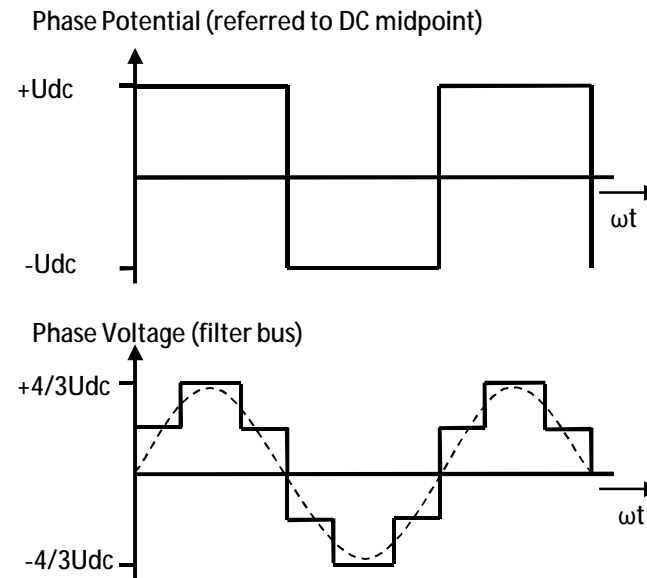 Phase Potential (referred to DC midpoint)
+Udc
ωt
-Udc
Phase Voltage (filter bus)
+4/3Udc
ωt
-4/3Udc